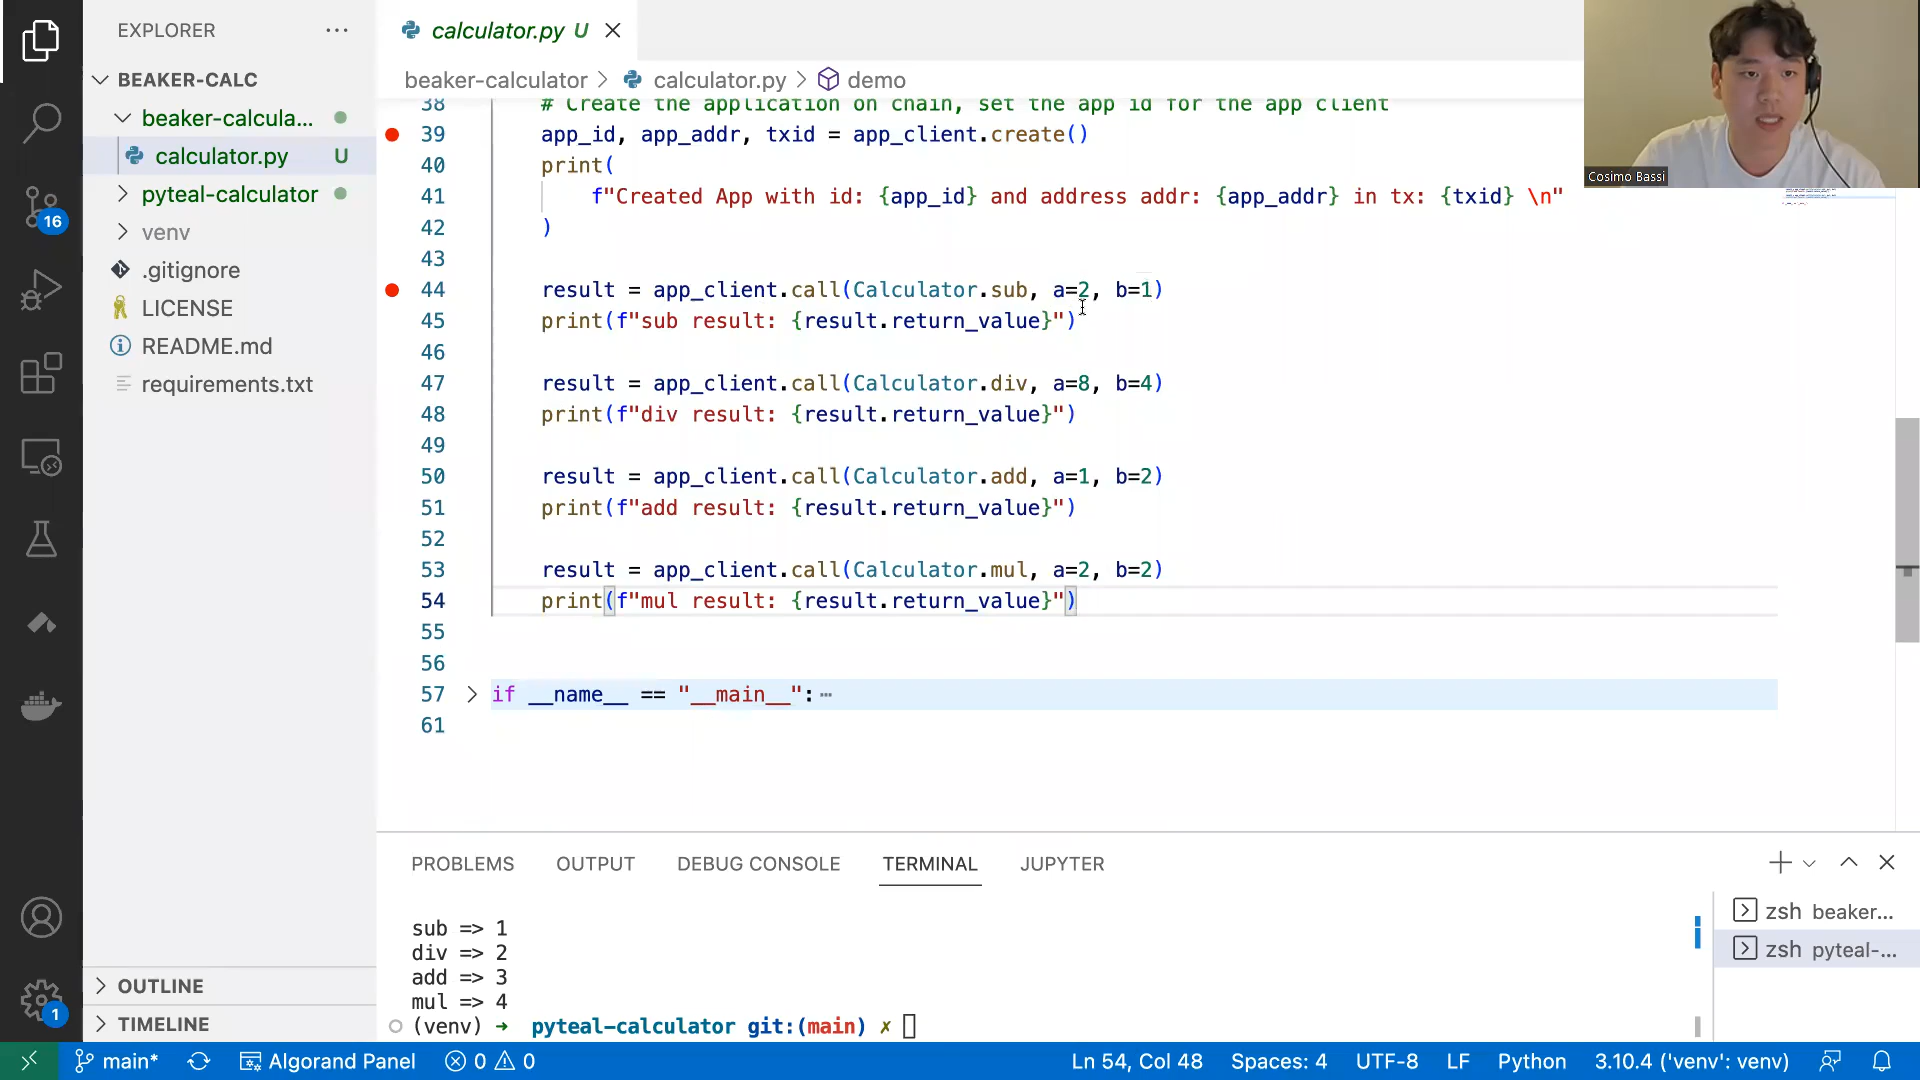 EXPLORER
calculator.py U
BEAKER-CALC
beaker-calcula...
calculator.py U
pyteal-calculator
venv
.gitignore
LICENSE
README.md
requirements.txt
OUTLINE
TIMELINE
16
1
beaker-calculator > calculator.py > demo
Cosimo Bassi
38 # Create the application on chain, set the app id for the app client
39 app_id, app_addr, txid = app_client.create()
40 print(
41 f"Created App with id: {app_id} and address addr: {app_addr} in tx: {txid} \n"
42 )
43
44 result = app_client.call(Calculator.sub, a=2, b=1)
45 print(f"sub result: {result.return_value}")
46
47 result = app_client.call(Calculator.div, a=8, b=4)
48 print(f"div result: {result.return_value}")
49
50 result = app_client.call(Calculator.add, a=1, b=2)
51 print(f"add result: {result.return_value}")
52
53 result = app_client.call(Calculator.mul, a=2, b=2)
54 print(f"mul result: {result.return_value}")
55
56
57 if __name__ == "__main__":
61
PROBLEMS OUTPUT DEBUG CONSOLE TERMINAL JUPYTER
sub => 1
div => 2
add => 3
mul => 4
(venv) → pyteal-calculator git:(main) ✗
zsh beaker...
zsh pyteal-...
main* Algorand Panel 0 0 Ln 54, Col 48 Spaces: 4 UTF-8 LF Python 3.10.4 ('venv': venv)